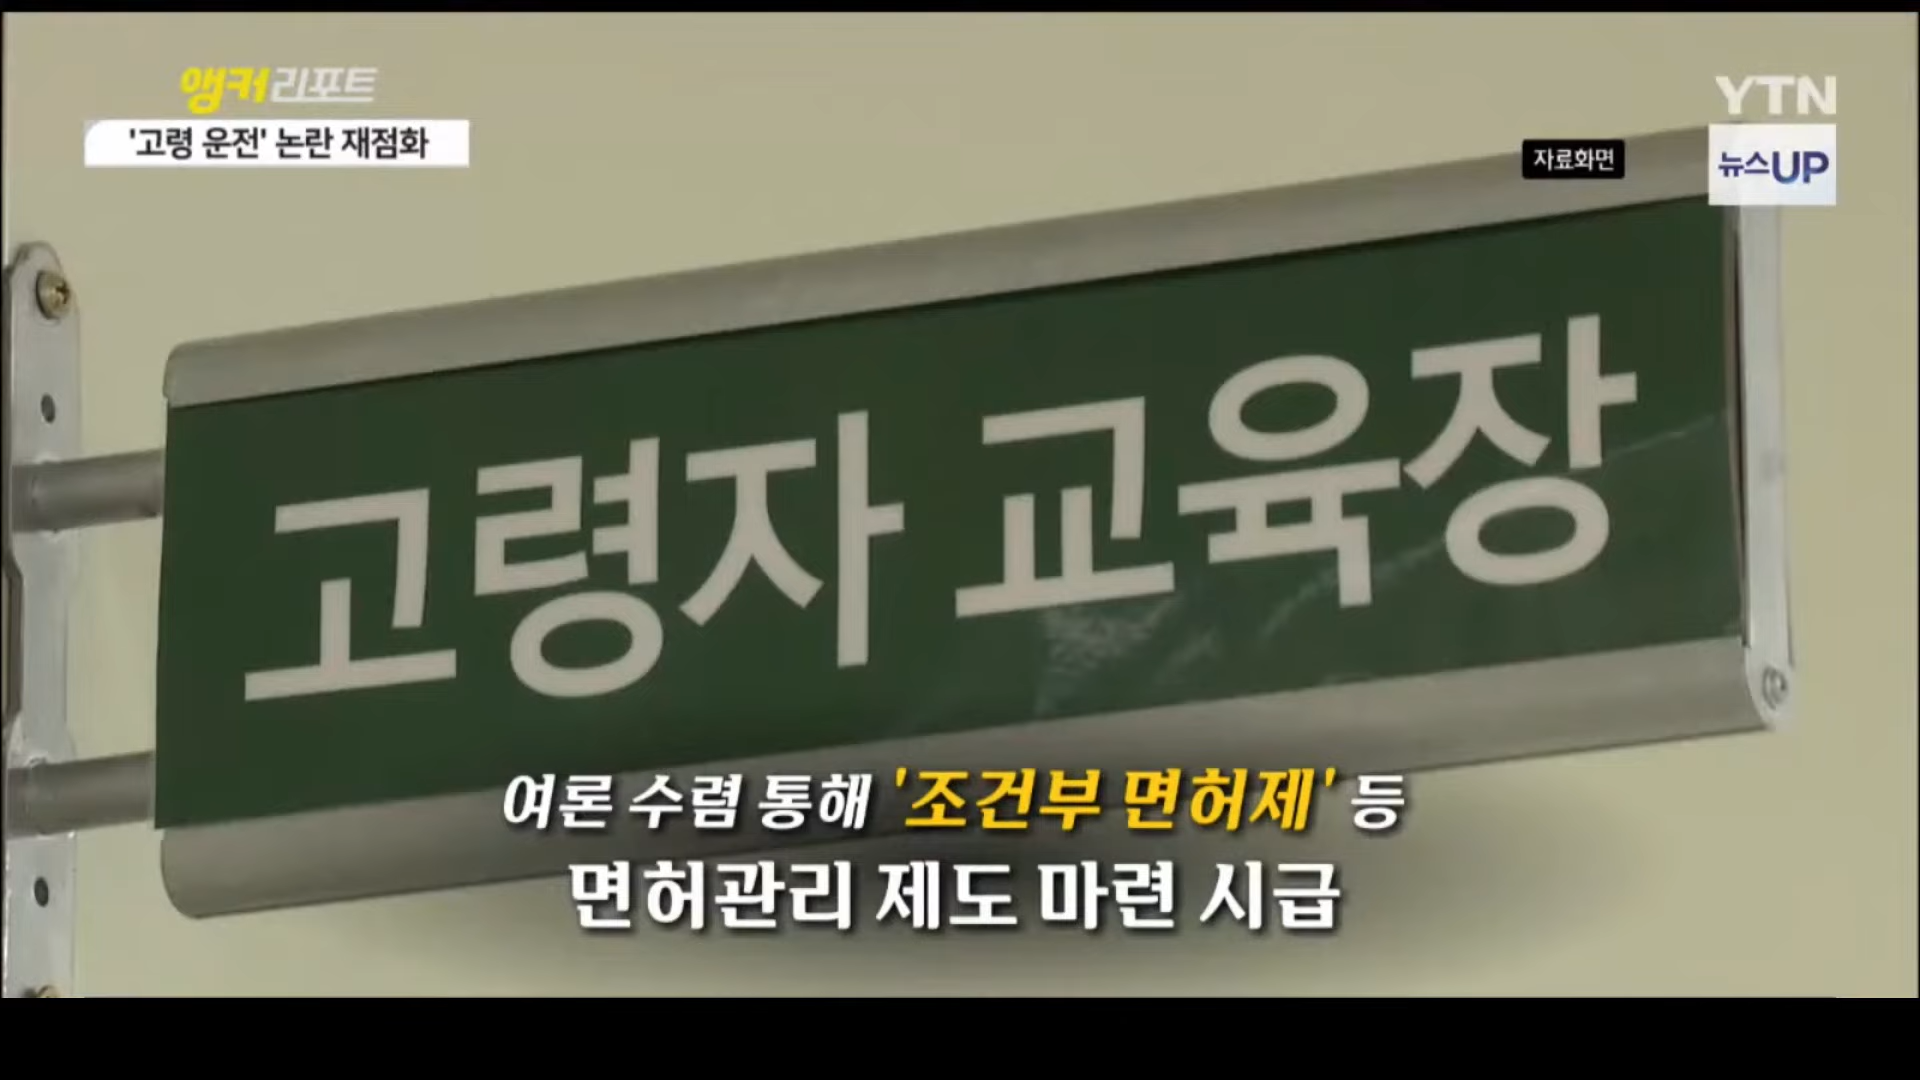 앵커리포트
'고령 운전' 논란 재점화
YTN
자료화면
뉴스UP
고령자 교육장
여론 수렴 통해 '조건부 면허제' 등
면허관리 제도 마련 시급